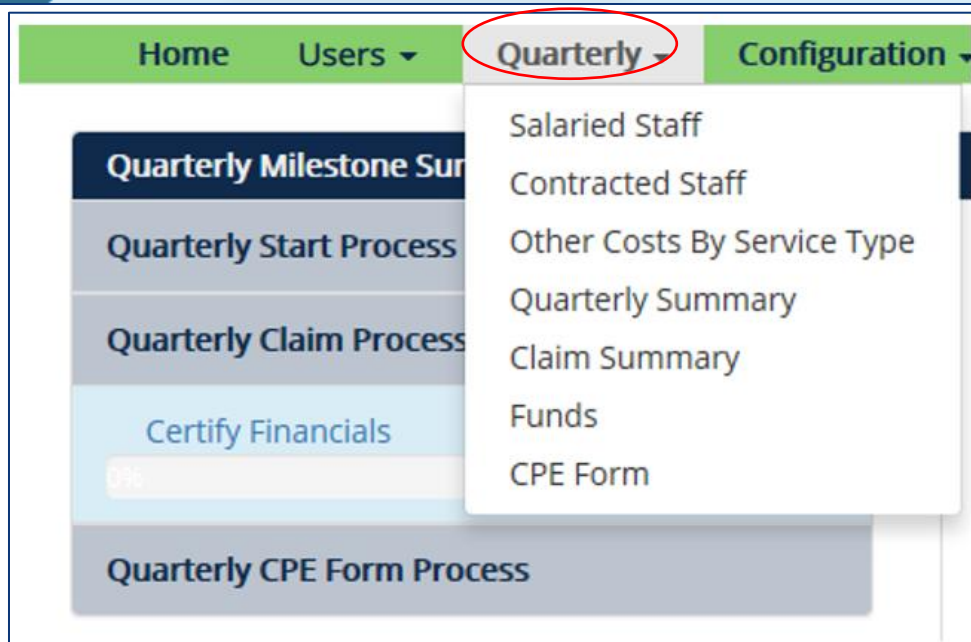 Home Users Quarterly Configuration
Salaried Staff
Contracted Staff
Other Costs By Service Type
Quarterly Summary
Claim Summary
Funds
CPE Form
Quarterly Milestone Sur
Quarterly Start Process
Quarterly Claim Process
Certify Financials
0%
Quarterly CPE Form Process